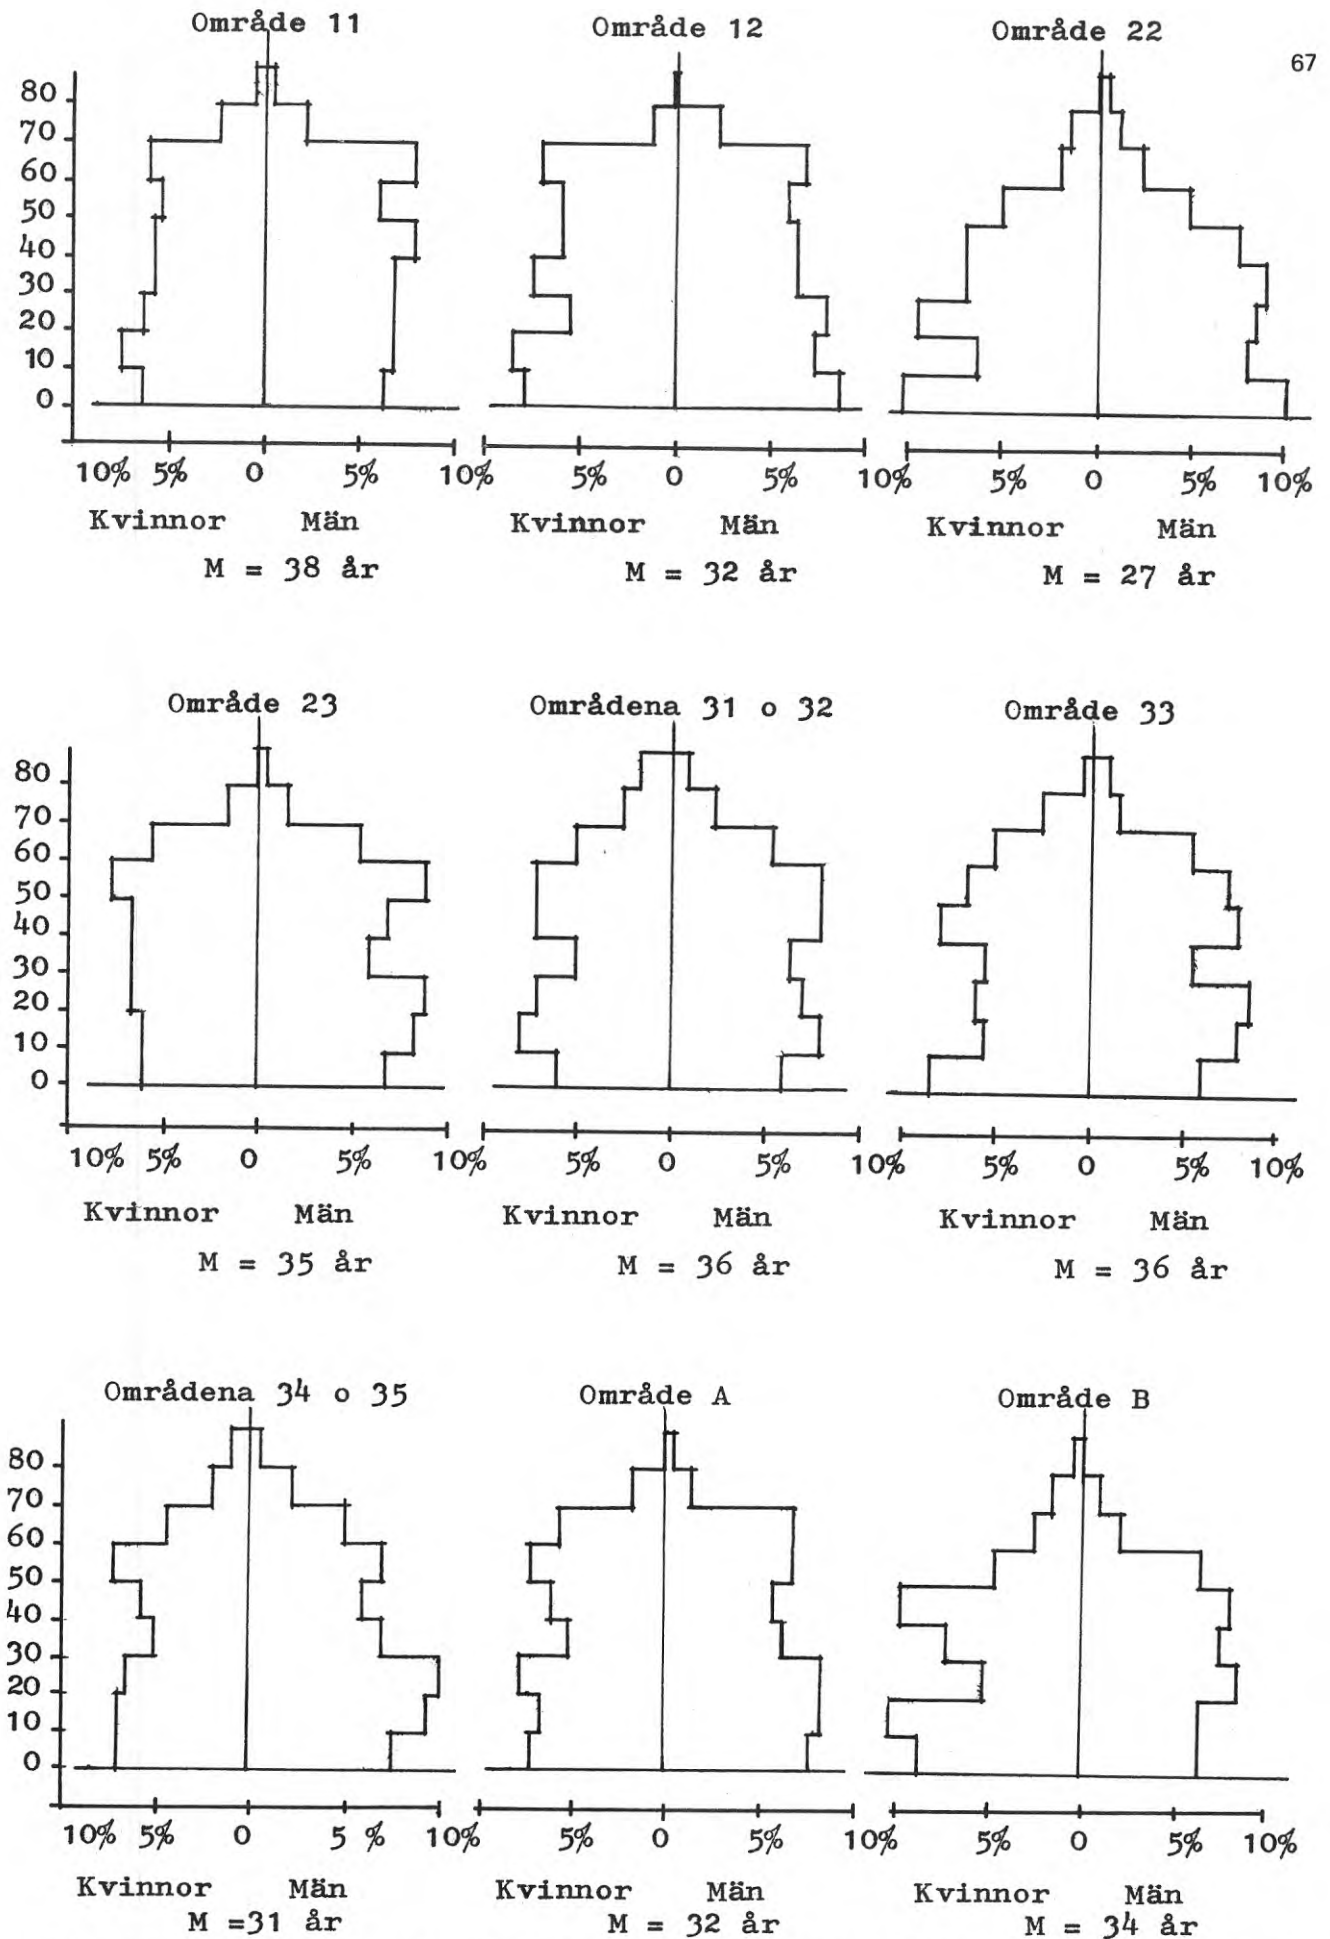 Område 11
Område 12
Område 22
67
80
70
60
50
40
30
20
10
0
10% 5% 0 5% 10% 5% 0 5% 10% 5% 0 5% 10%
Kvinnor Män Kvinnor Män Kvinnor Män
M = 38 år M = 32 år M = 27 år
Område 23 Områdena 31 o 32 Område 33
80
70
60
50
40
30
20
10
0
10% 5% 0 5% 10% 5% 0 5% 10% 5% 0 5% 10%
Kvinnor Män Kvinnor Män Kvinnor Män
M = 35 år M = 36 år M = 36 år
Områdena 34 o 35 Område A Område B
80
70
60
50
40
30
20
10
0
10% 5% 0 5 % 10% 5% 0 5% 10% 5% 0 5% 10%
Kvinnor Män Kvinnor Män Kvinnor Män
M =31 år M = 32 år M = 34 år